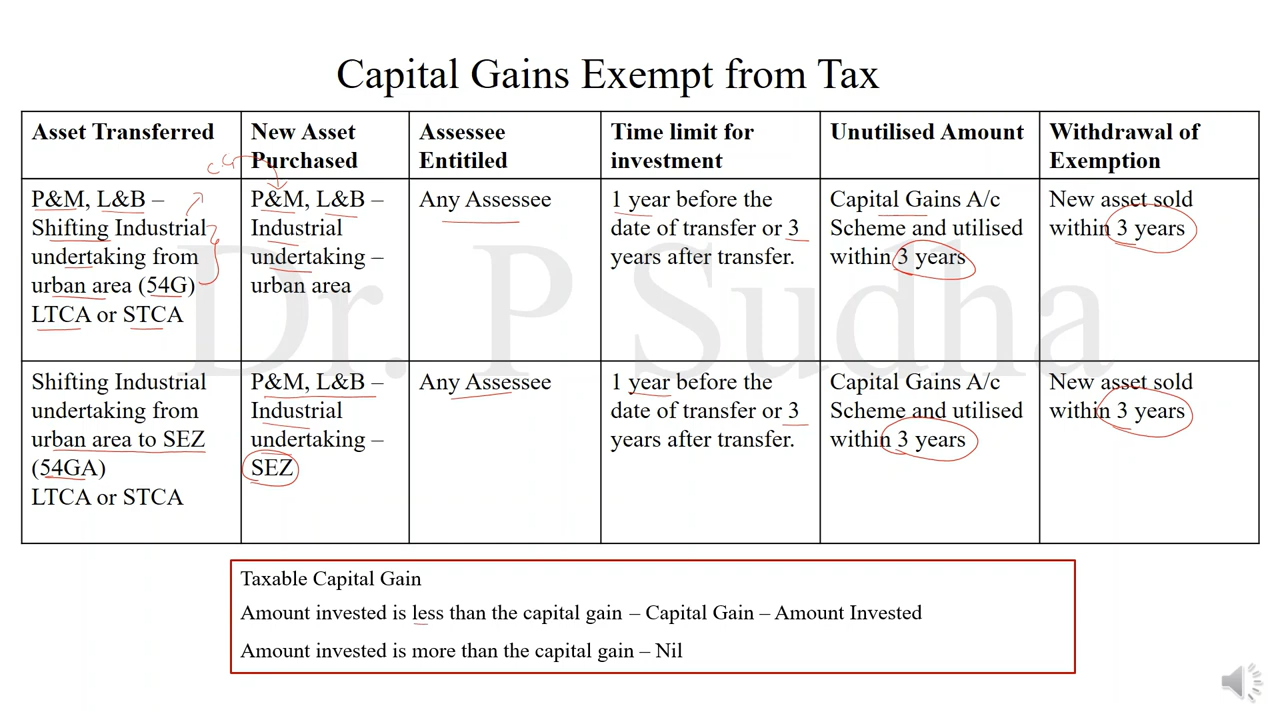 Capital Gains Exempt from Tax
Asset Transferred
New Asset
Purchased
Assessee
Entitiled
Time limit for
investment
Unutilised Amount
Withdrawal of
Exemption
P&M, L&B –
Shifting Industrial
undertaking from
urban area (54G)
LTCA or STCA
P&M, L&B –
Industrial
undertaking –
urban area
Any Assessee
1 year before the
date of transfer or 3
years after transfer.
Capital Gains A/c
Scheme and utilised
within 3 years
New asset sold
within 3 years
Shifting Industrial
undertaking from
urban area to SEZ
(54GA)
LTCA or STCA
P&M, L&B –
Industrial
undertaking –
SEZ
Any Assessee
1 year before the
date of transfer or 3
years after transfer.
Capital Gains A/c
Scheme and utilised
within 3 years
New asset sold
within 3 years
Taxable Capital Gain
Amount invested is less than the capital gain – Capital Gain – Amount Invested
Amount invested is more than the capital gain – Nil
Dr. P Sudha